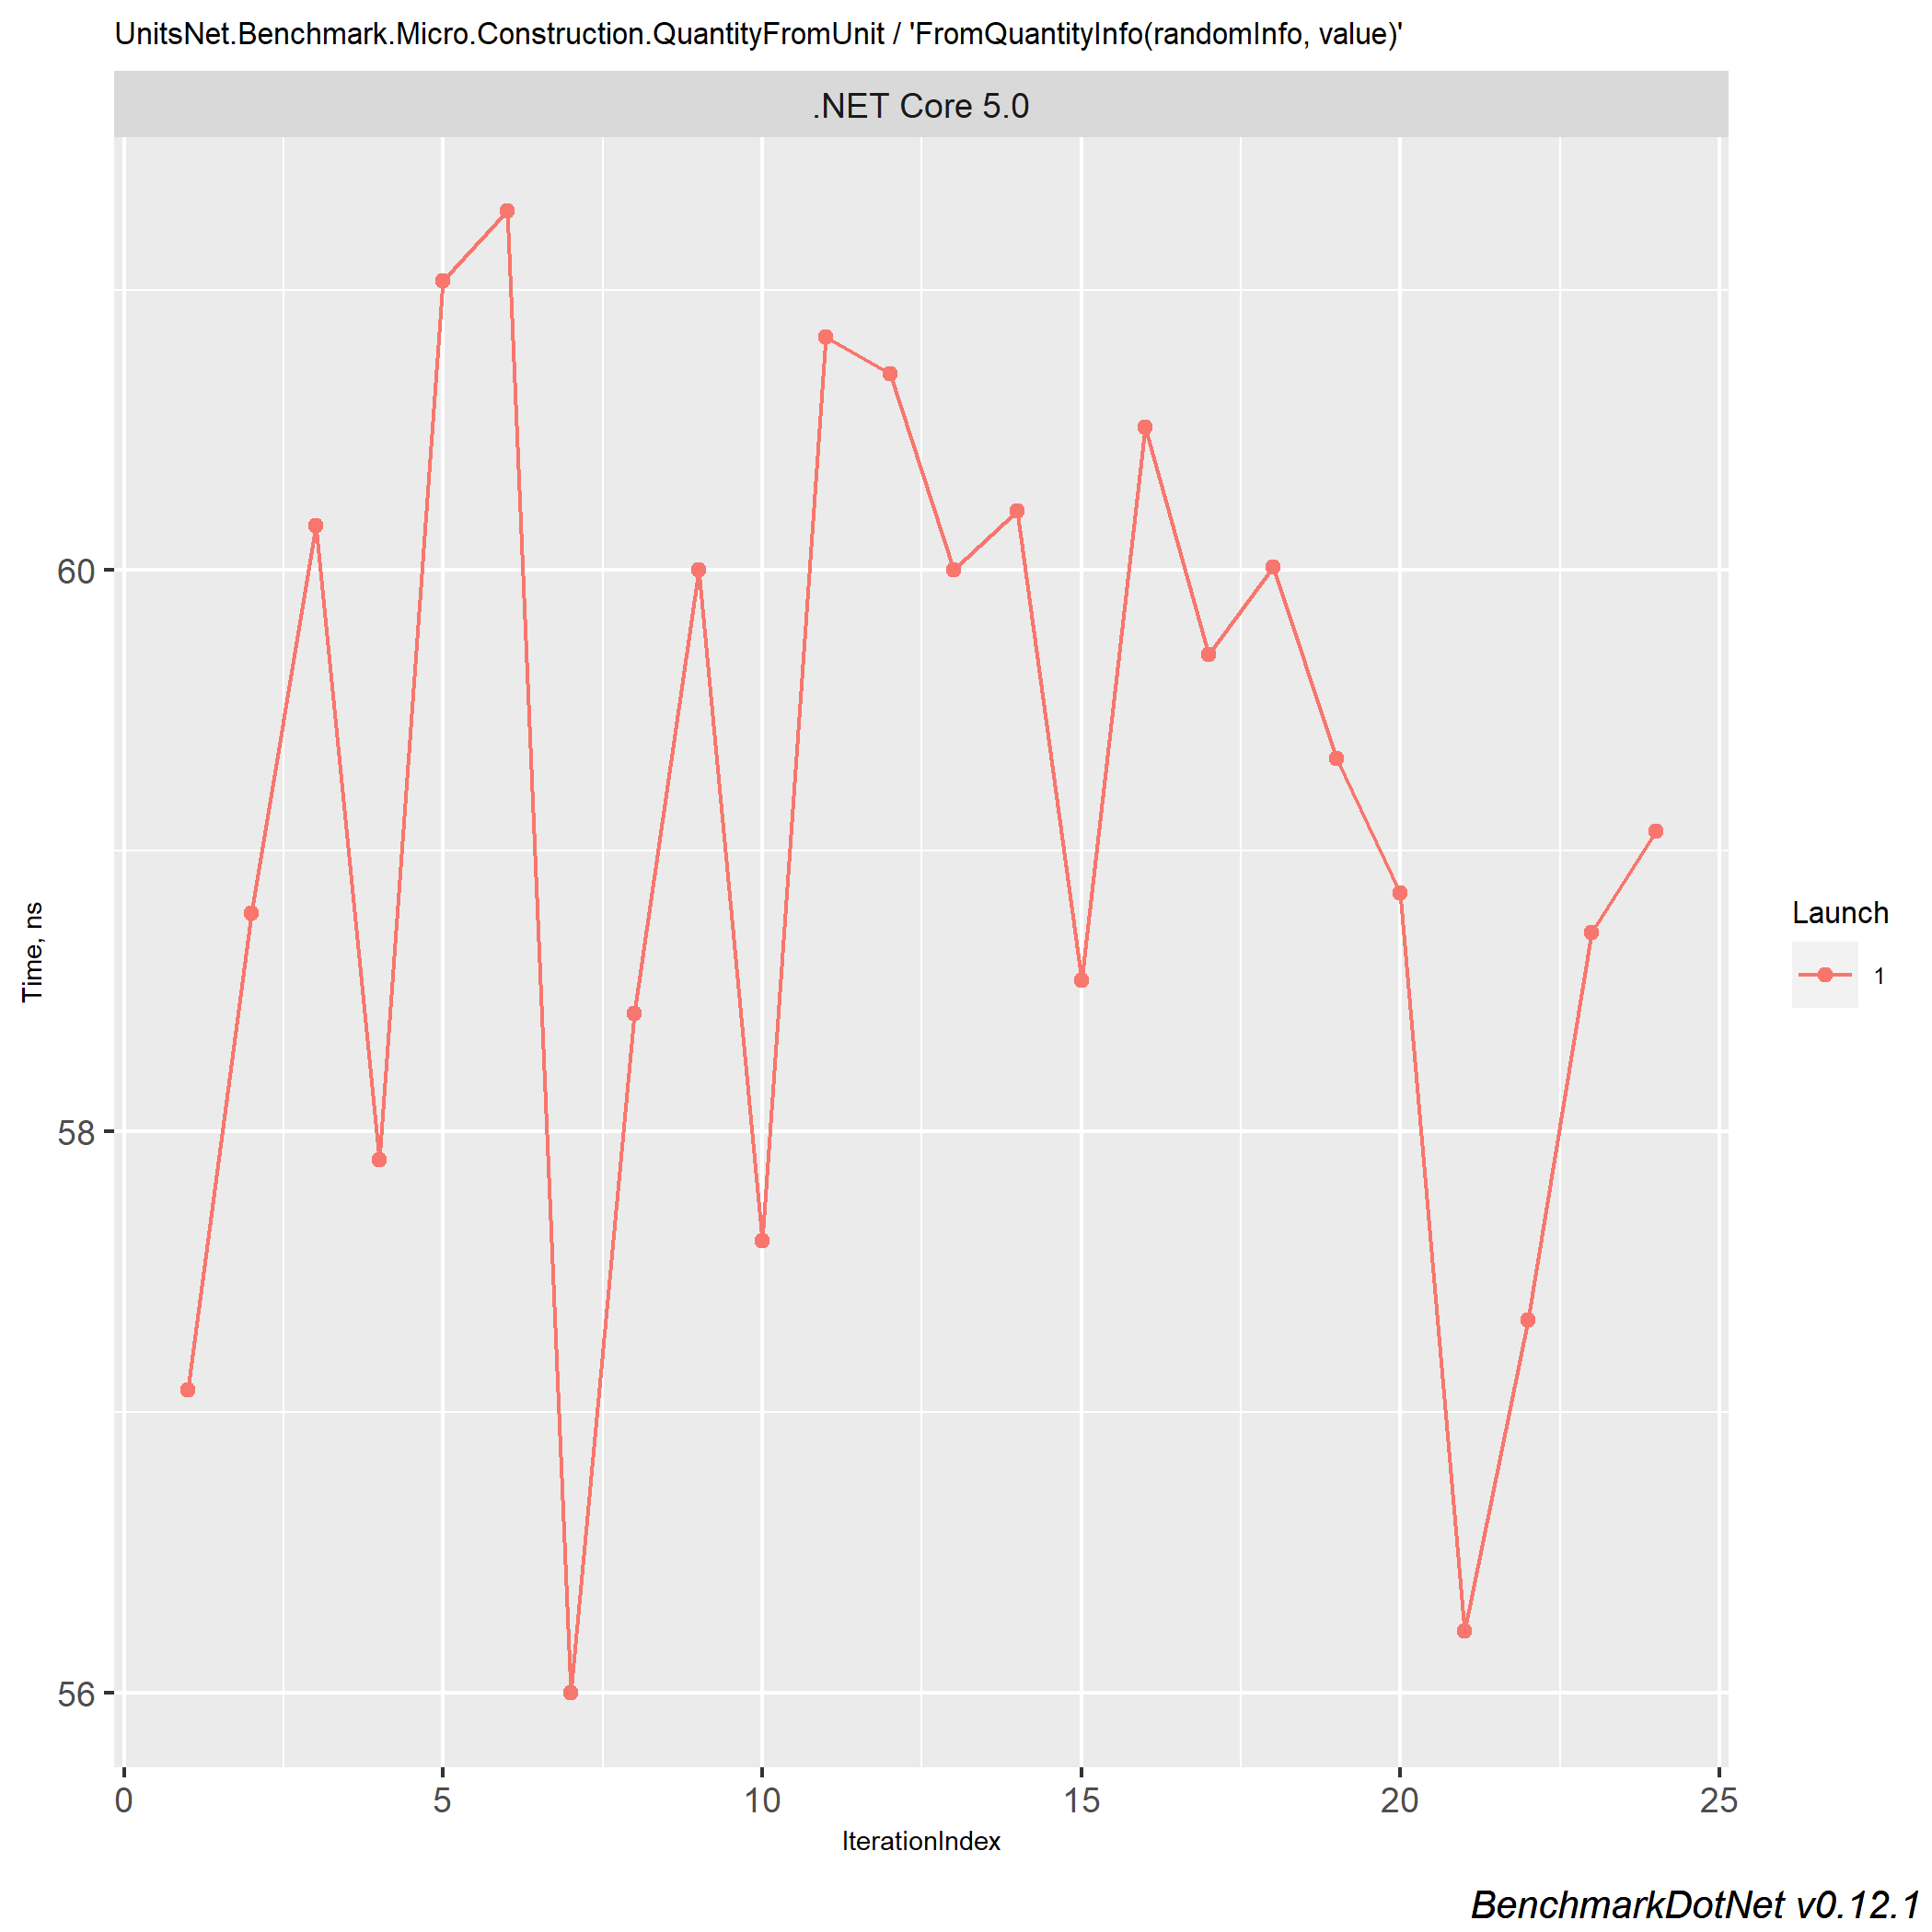 UnitsNet.Benchmark.Micro.Construction.QuantityFromUnit / 'FromQuantityInfo(randomInfo, value)'
.NET Core 5.0
60
58
56
Time, ns
0 5 10 15 20 25
IterationIndex
Launch
1
BenchmarkDotNet v0.12.1